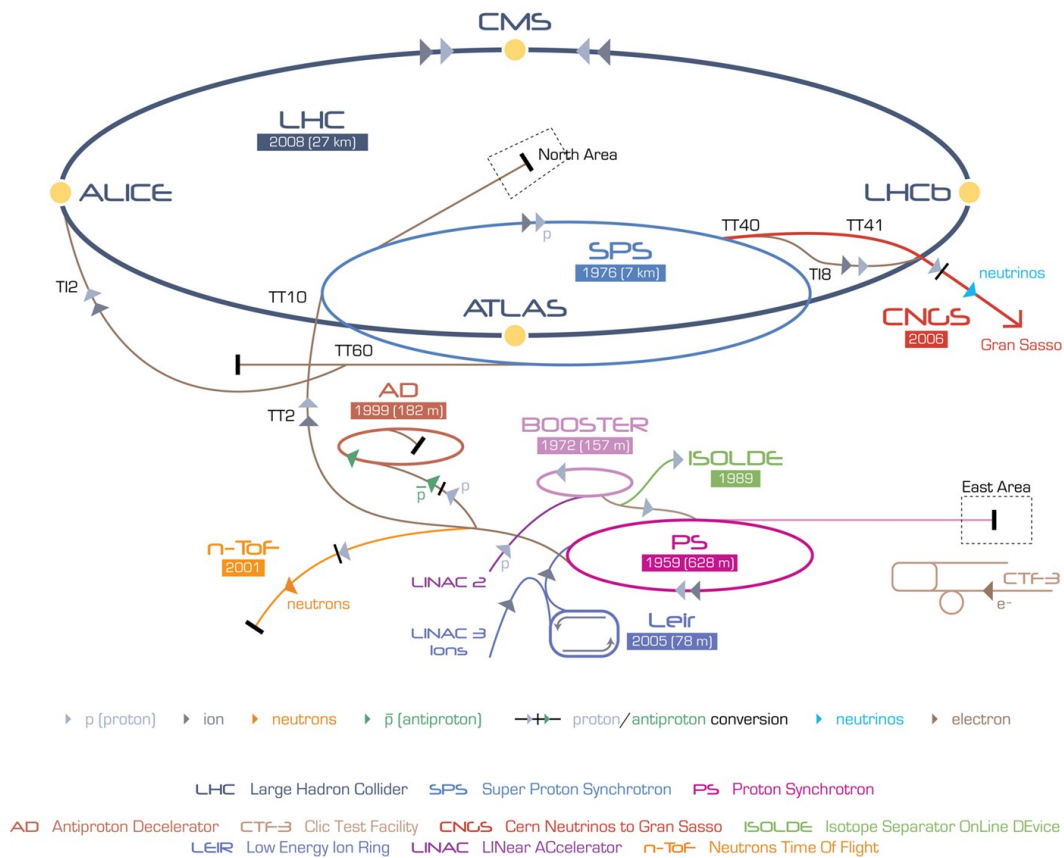 CMS
LHC
2008 (27 km)
North Area
ALICE
LHCb
TT40
TT41
p
SPS
1976 (7 km)
TI8
neutrinos
TI2
TT10
ATLAS
CNGS
2006
Gran Sasso
TT60
AD
1999 (182 m)
TT2
BOOSTER
1972 (157 m)
ISOLDE
1989
East Area
p̅
p
n-ToF
2001
PS
1959 (628 m)
LINAC 2
p
neutrons
CTF-3
e-
LINAC 3
Ions
Leir
2005 (78 m)
p (proton)
ion
neutrons
p̅ (antiproton)
proton/antiproton conversion
neutrinos
electron
LHC Large Hadron Collider SPS Super Proton Synchrotron PS Proton Synchrotron
AD Antiproton Decelerator CTF-3 Clic Test Facility CNGS Cern Neutrinos to Gran Sasso ISOLDE Isotope Separator OnLine DEvice
LEIR Low Energy Ion Ring LINAC LINear ACcelerator n-ToF Neutrons Time Of Flight